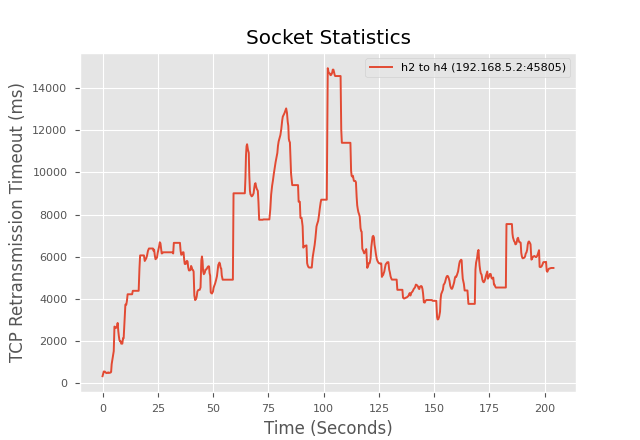 Socket Statistics
h2 to h4 (192.168.5.2:45805)
TCP Retransmission Timeout (ms)
14000
12000
10000
8000
6000
4000
2000
0
0 25 50 75 100 125 150 175 200
Time (Seconds)